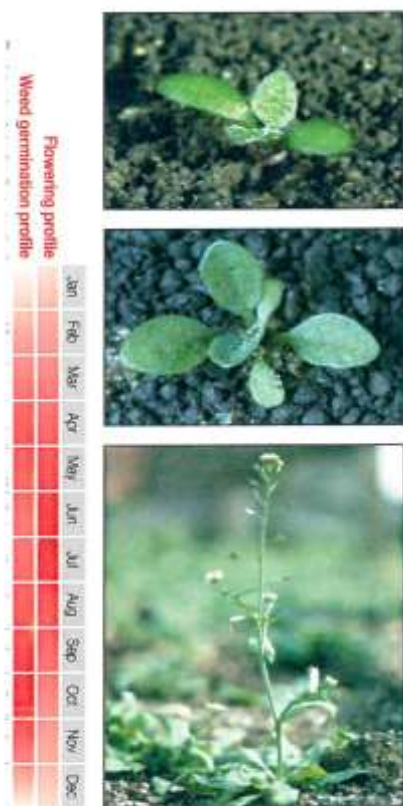 Jan Feb Mar Apr May Jun Jul Aug Sep Oct Nov Dec
Flowering profile
Weed germination profile